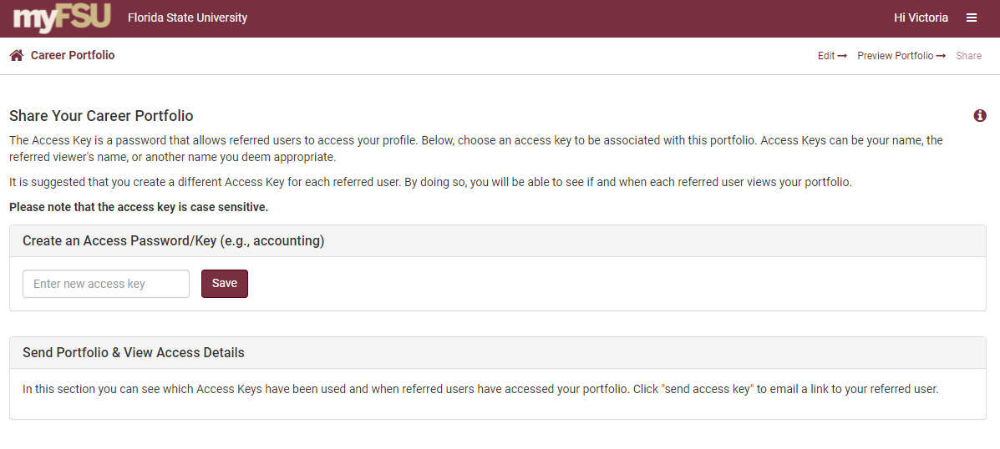 myFSU Florida State University Hi Victoria
Career Portfolio Edit Preview Portfolio Share
Share Your Career Portfolio
The Access Key is a password that allows referred users to access your profile. Below, choose an access key to be associated with this portfolio. Access Keys can be your name, the
referred viewer's name, or another name you deem appropriate.
It is suggested that you create a different Access Key for each referred user. By doing so, you will be able to see if and when each referred user views your portfolio.
Please note that the access key is case sensitive.
Create an Access Password/Key (e.g., accounting)
Enter new access key Save
Send Portfolio & View Access Details
In this section you can see which Access Keys have been used and when referred users have accessed your portfolio. Click "send access key" to email a link to your referred user.